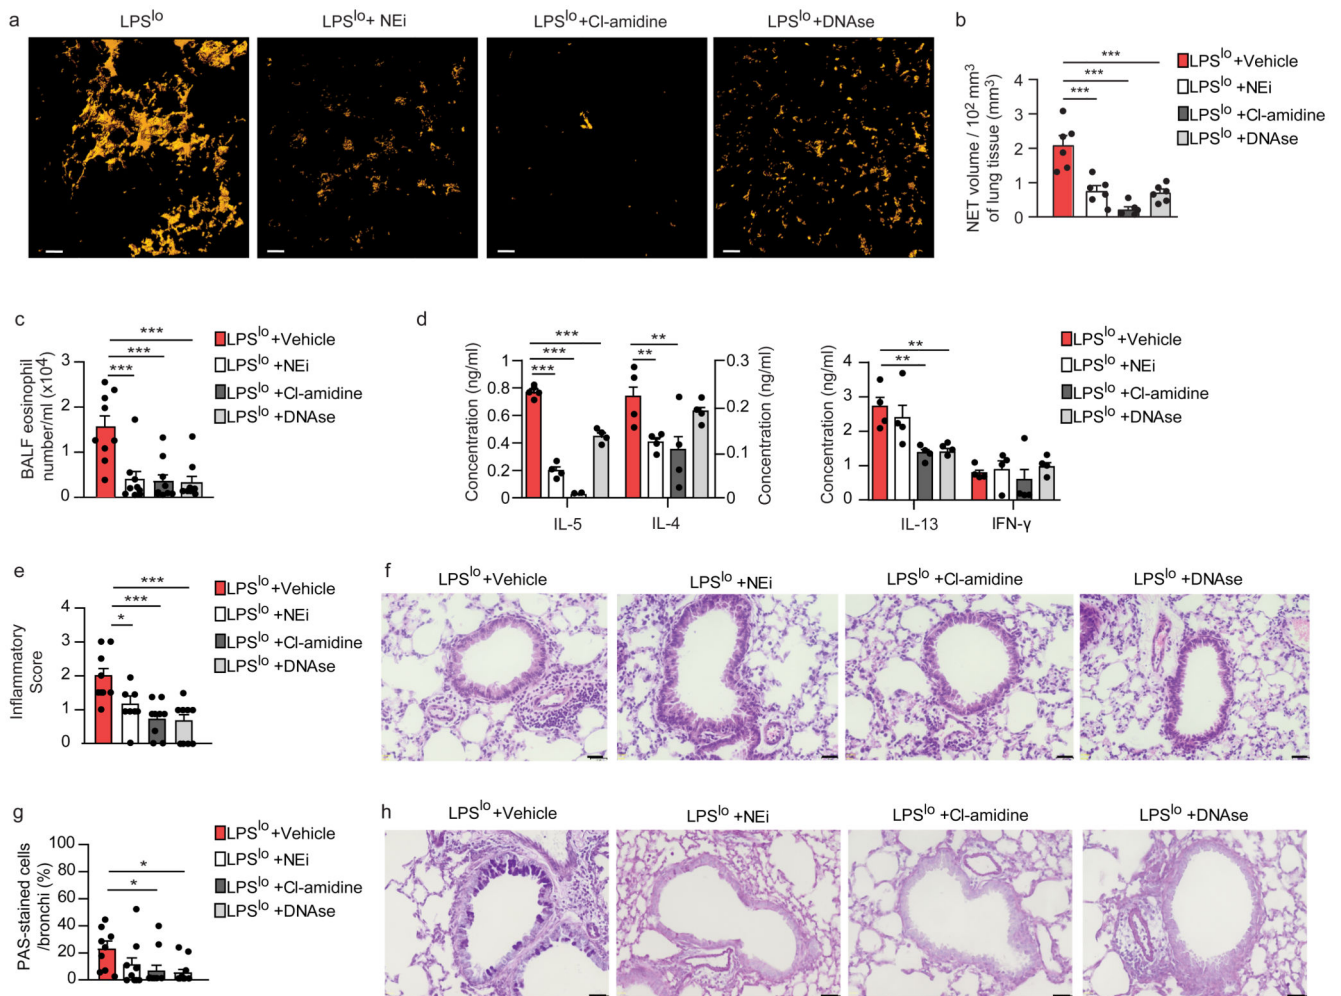 a
LPSlo
LPSlo+ NEi
LPSlo+Cl-amidine
LPSlo+DNAse
b
NET volume / 10² mm³
of lung tissue (mm³)
4
3
2
1
0
***
***
***
LPSlo +Vehicle
LPSlo +NEi
LPSlo +Cl-amidine
LPSlo +DNAse
c
BALF eosinophil
number/ml (x10⁴)
3
2
1
0
***
***
***
LPSlo +Vehicle
LPSlo +NEi
LPSlo +Cl-amidine
LPSlo +DNAse
d
Concentration (ng/ml)
1
0.8
0.6
0.4
0.2
0
***
***
***
**
**
0.3
0.2
0.1
0
Concentration (ng/ml)
IL-5
IL-4
Concentration (ng/ml)
4
3
2
1
0
**
**
IL-13
IFN-γ
LPSlo +Vehicle
LPSlo +NEi
LPSlo +Cl-amidine
LPSlo +DNAse
e
Inflammatory
Score
4
3
2
1
0
***
***
*
LPSlo +Vehicle
LPSlo +NEi
LPSlo +Cl-amidine
LPSlo +DNAse
f
LPSlo +Vehicle
LPSlo +NEi
LPSlo +Cl-amidine
LPSlo +DNAse
g
PAS-stained cells
/bronchi (%)
100
80
60
40
20
0
*
*
LPSlo +Vehicle
LPSlo +NEi
LPSlo +Cl-amidine
LPSlo +DNAse
h
LPSlo +Vehicle
LPSlo +NEi
LPSlo +Cl-amidine
LPSlo +DNAse